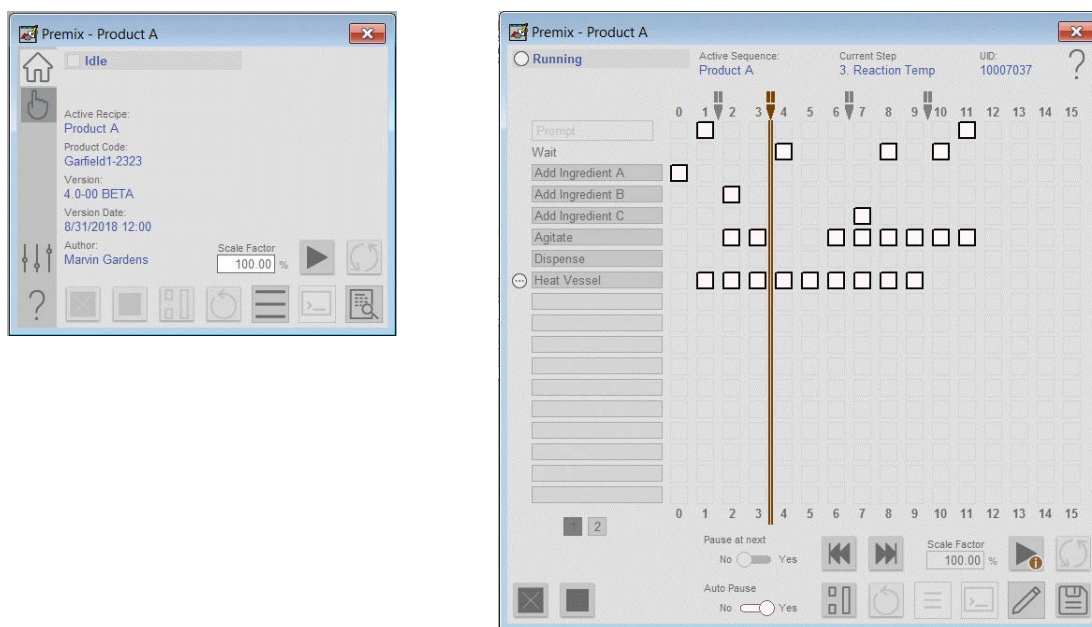 Premix - Product A
Idle
Active Recipe:
Product A
Product Code:
Garfield1-2323
Version:
4.0-00 BETA
Version Date:
8/31/2018 12:00
Author:
Marvin Gardens
Scale Factor
100.00 %
?
Premix - Product A
Running
Active Sequence:
Product A
Current Step
3. Reaction Temp
UID:
10007037
?
0 1 2 3 4 5 6 7 8 9 10 11 12 13 14 15
Prompt
Wait
Add Ingredient A
Add Ingredient B
Add Ingredient C
Agitate
Dispense
Heat Vessel
0 1 2 3 4 5 6 7 8 9 10 11 12 13 14 15
1 2
Pause at next
No Yes
Scale Factor
100.00 %
Auto Pause
No Yes